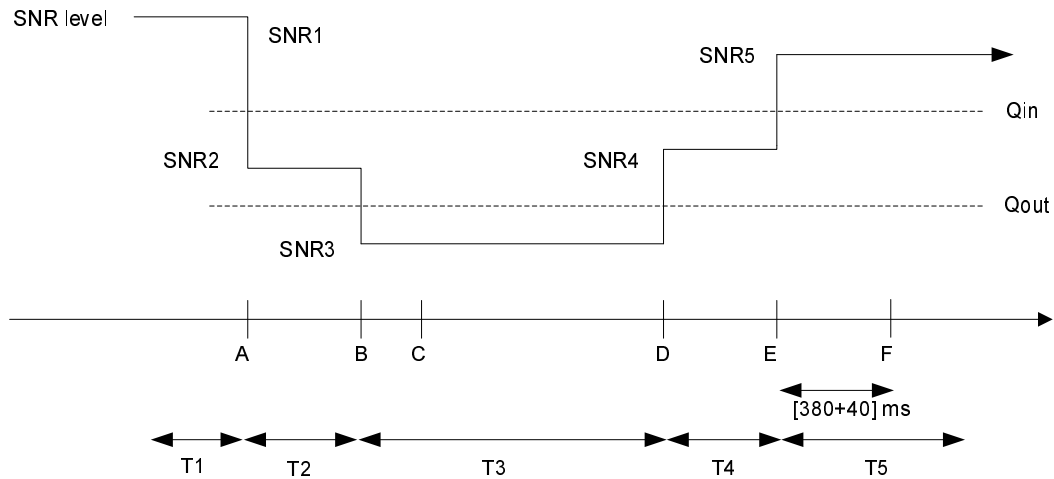 SNR level
SNR1
SNR5
Qin
SNR2
SNR4
Qout
SNR3
A
B
C
D
E
F
[380+40] ms
T1
T2
T3
T4
T5